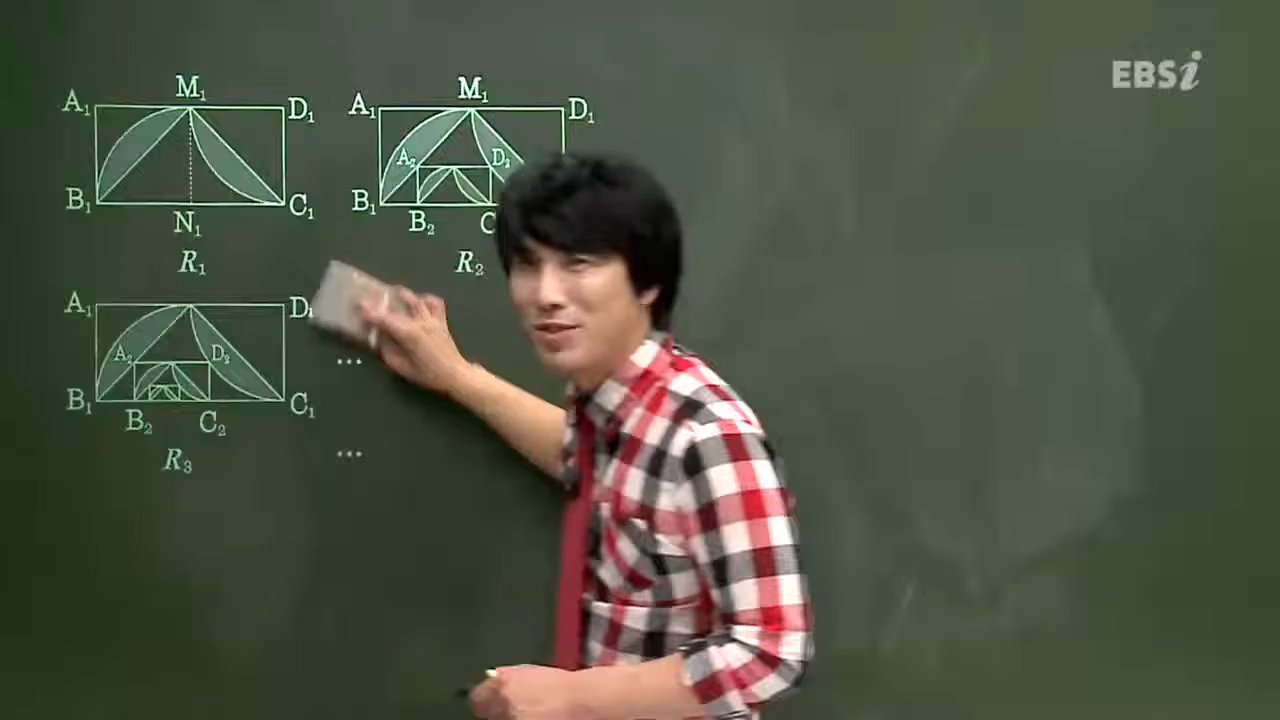 EBSi
A₁ M₁ D₁
B₁ N₁ C₁
R₁
A₁ M₁ D₁
A₂ D₂
B₁ B₂ C
R₂
A₁ D₁
A₂ D₂
B₁ B₂ C₂ C₁
R₃
...
...